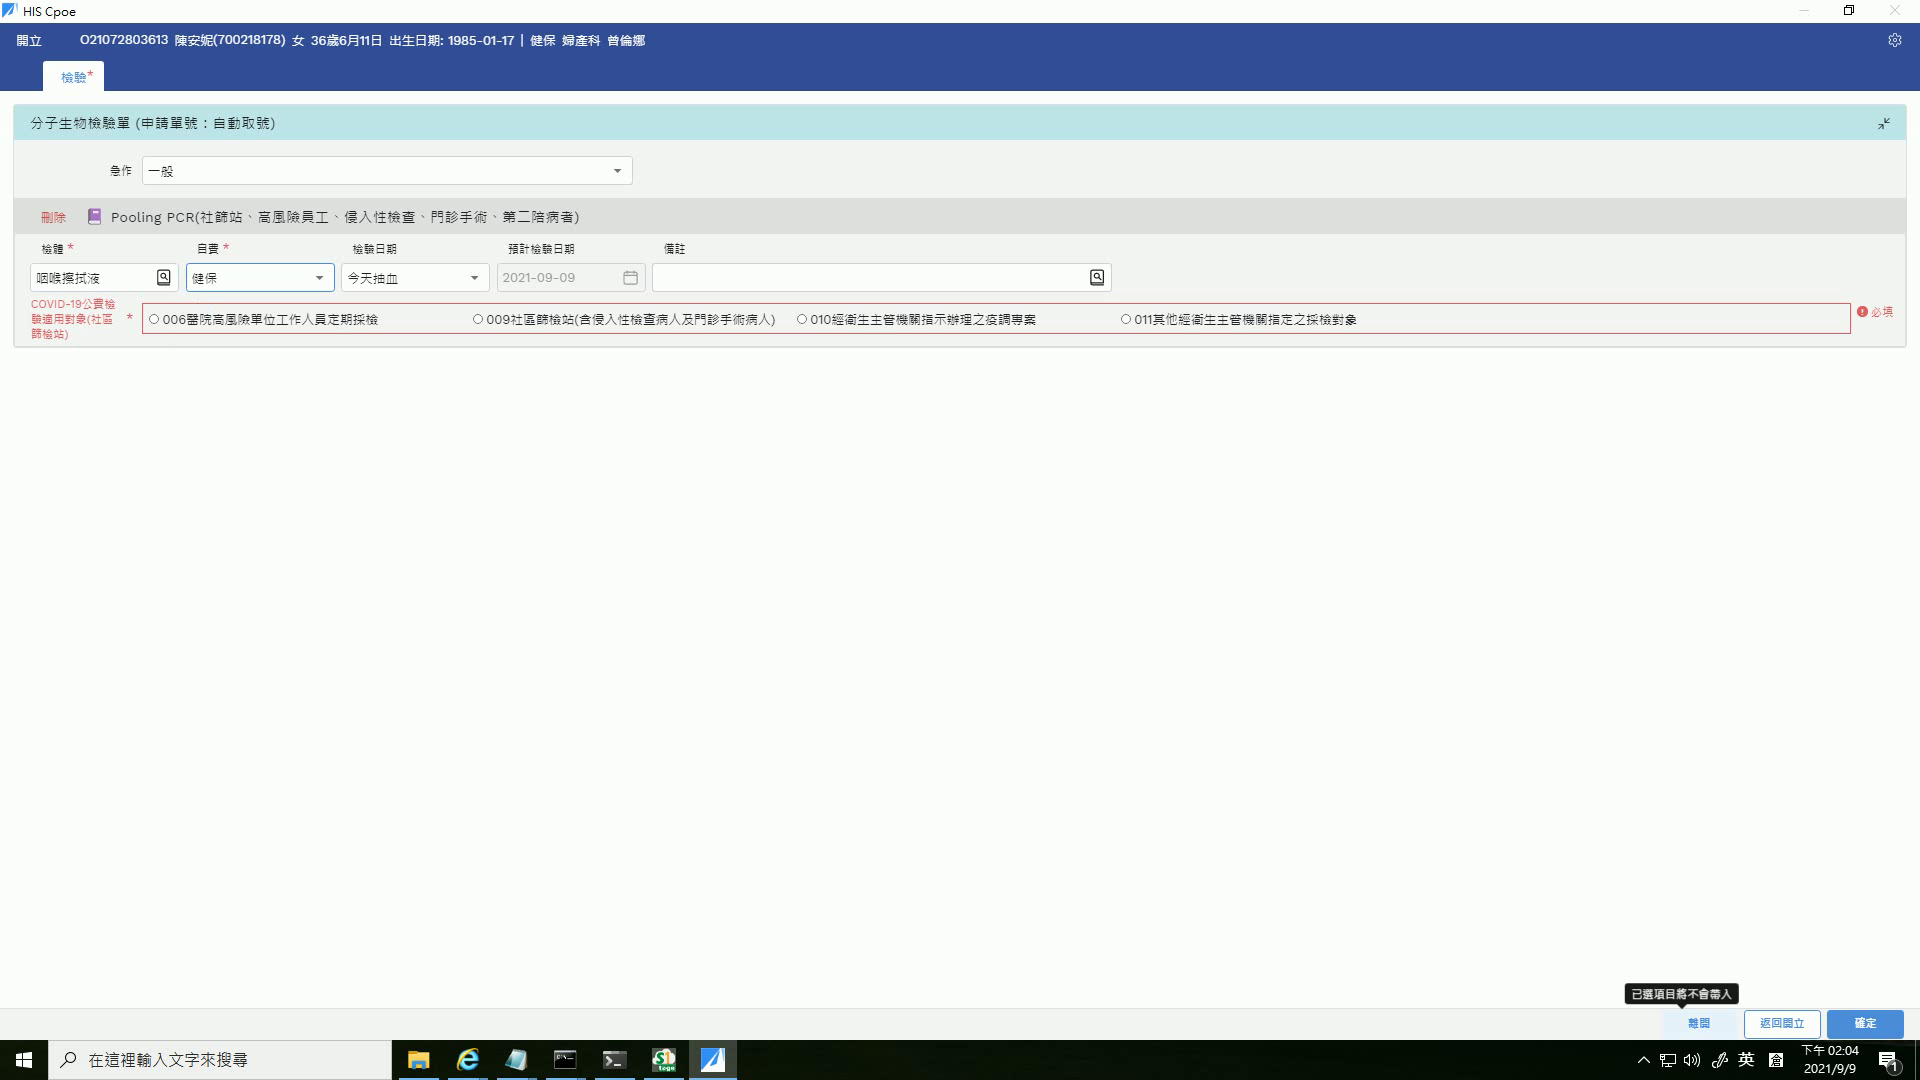 HIS Cpoe
開立 O21072803613 陳安妮(700218178) 女 36歲6月11日 出生日期: 1985-01-17 | 健保 婦產科 曾倫娜
檢驗*
分子生物檢驗單 (申請單號：自動取號)
急作 一般
刪除 Pooling PCR(社篩站、高風險員工、侵入性檢查、門診手術、第二陪病者)
檢體 * 自費 * 檢驗日期 預計檢驗日期 備註
咽喉擦拭液 健保 今天抽血 2021-09-09
COVID-19公費檢驗適用對象(社區篩檢站) * 006醫院高風險單位工作人員定期採檢 009社區篩檢站(含侵入性檢查病人及門診手術病人) 010經衛生主管機關指示辦理之疫調專案 011其他經衛生主管機關指定之採檢對象 必填
已選項目將不會帶入
離開 返回開立 確定
在這裡輸入文字來搜尋
英
下午 02:04
2021/9/9
1